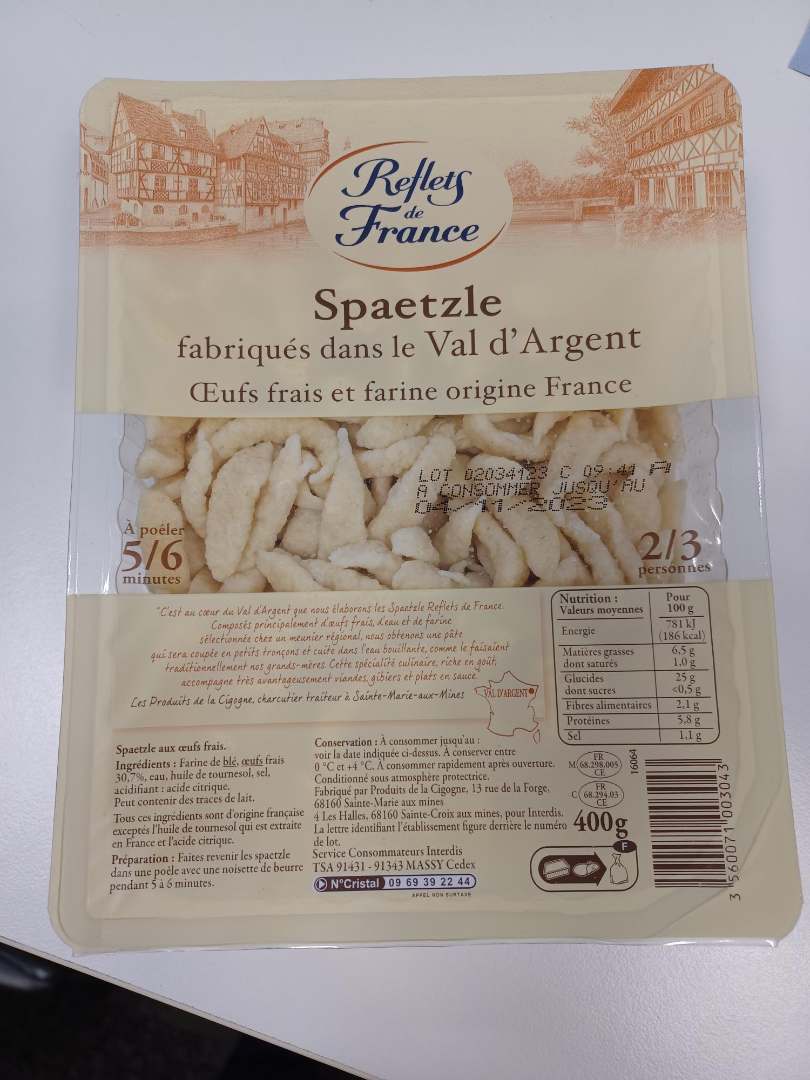 Reflets
de
France
Spaetzle
fabriqués dans le Val d'Argent
Œufs frais et farine origine France
LOT 02034123 C 09:44 A
A CONSOMMER JUSQU'AU
04/11/2023
À poêler
5/6
minutes
2/3
personnes
"C'est au cœur du Val d'Argent que nous élaborons les Spaetzle Reflets de France.
Composés principalement d'œufs frais, d'eau et de farine
sélectionnée chez un meunier régional, nous obtenons une pâte
qui sera coupée en petits tronçons et cuite dans l'eau bouillante, comme le faisaient
traditionnellement nos grands-mères. Cette spécialité culinaire, riche en goût,
accompagne très avantageusement viandes, gibiers et plats en sauce."
Les Produits de la Cigogne, charcutier traiteur à Sainte-Marie-aux-Mines
VAL D'ARGENT
Nutrition : Pour
Valeurs moyennes 100 g
Energie 781 kJ
(186 kcal)
Matières grasses 6,5 g
dont saturés 1,0 g
Glucides 25 g
dont sucres <0,5 g
Fibres alimentaires 2,1 g
Protéines 5,8 g
Sel 1,1 g
Spaetzle aux œufs frais.
Ingrédients : Farine de blé, œufs frais
30,7%, eau, huile de tournesol, sel,
acidifiant : acide citrique.
Peut contenir des traces de lait.
Tous ces ingrédients sont d'origine française
exceptés l'huile de tournesol qui est extraite
en France et l'acide citrique.
Préparation : Faites revenir les spaetzle
dans une poêle avec une noisette de beurre
pendant 5 à 6 minutes.
Conservation : À consommer jusqu'au :
voir la date indiquée ci-dessus. À conserver entre
0 °C et +4 °C. À consommer rapidement après ouverture.
Conditionné sous atmosphère protectrice.
Fabriqué par Produits de la Cigogne, 13 rue de la Forge,
68160 Sainte-Marie aux mines
4 Les Halles, 68160 Sainte-Croix aux mines, pour Interdis.
La lettre identifiant l'établissement figure derrière le numéro
de lot.
Service Consommateurs Interdis
TSA 91431 - 91343 MASSY Cedex
N°Cristal 09 69 39 22 44
APPEL NON SURTAXE
FR
M: 68.298.005
CE
FR
C: 68.294.03
CE
16064
400g
F
3 560071 003043